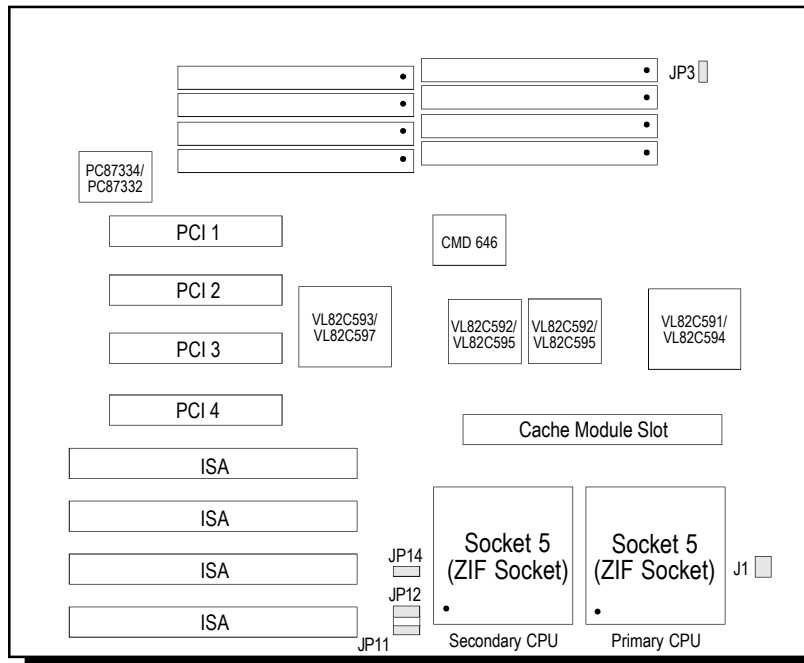 JP3
PC87334/
PC87332
PCI 1
CMD 646
PCI 2
VL82C593/
VL82C597
VL82C592/
VL82C595
VL82C592/
VL82C595
VL82C591/
VL82C594
PCI 3
PCI 4
Cache Module Slot
ISA
ISA
ISA
ISA
JP14
JP12
JP11
Socket 5
(ZIF Socket)
Secondary CPU
Socket 5
(ZIF Socket)
Primary CPU
J1